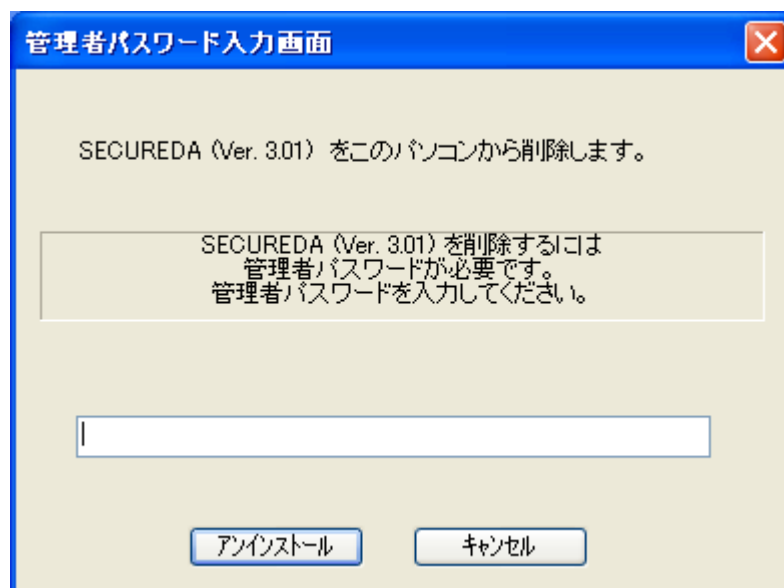 管理者パスワード入力画面
SECUREDA (Ver. 3.01) をこのパソコンから削除します。
SECUREDA (Ver. 3.01) を削除するには
管理者パスワードが必要です。
管理者パスワードを入力してください。
アンインストール
キャンセル